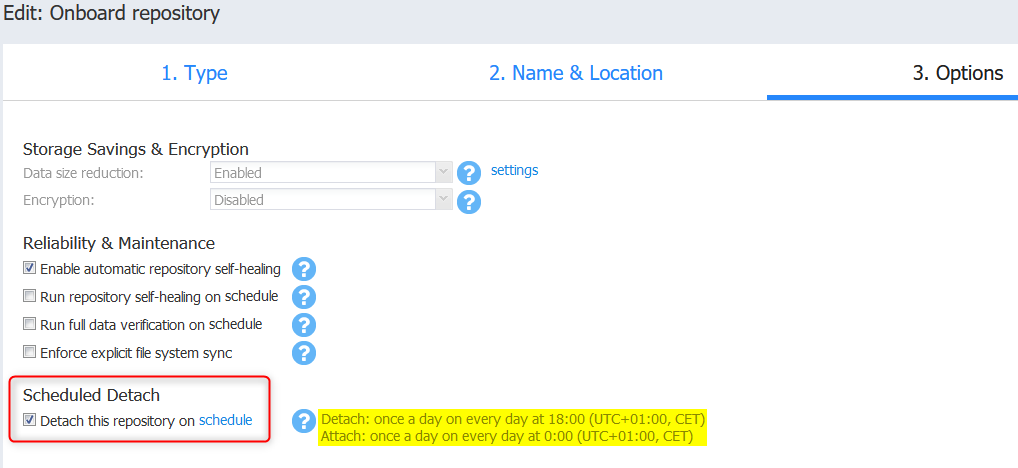 Edit: Onboard repository
1. Type
2. Name & Location
3. Options
Storage Savings & Encryption
Data size reduction: Enabled ? settings
Encryption: Disabled ?
Reliability & Maintenance
Enable automatic repository self-healing ?
Run repository self-healing on schedule ?
Run full data verification on schedule ?
Enforce explicit file system sync ?
Scheduled Detach
Detach this repository on schedule ? Detach: once a day on every day at 18:00 (UTC+01:00, CET)
Attach: once a day on every day at 0:00 (UTC+01:00, CET)